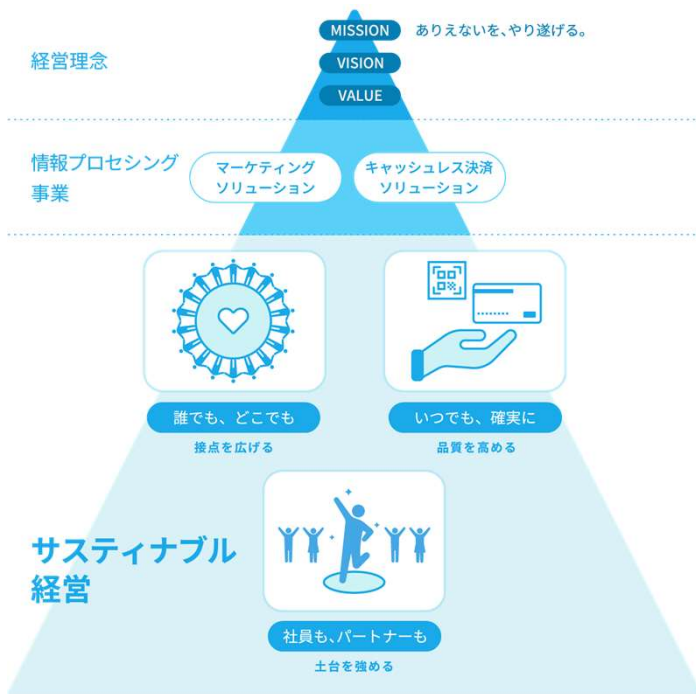 MISSION
ありえないを、やり遂げる。
経営理念
VISION
VALUE
情報プロセシング
事業
マーケティング
ソリューション
キャッシュレス決済
ソリューション
誰でも、どこでも
接点を広げる
いつでも、確実に
品質を高める
サスティナブル
経営
社員も、パートナーも
土台を強める